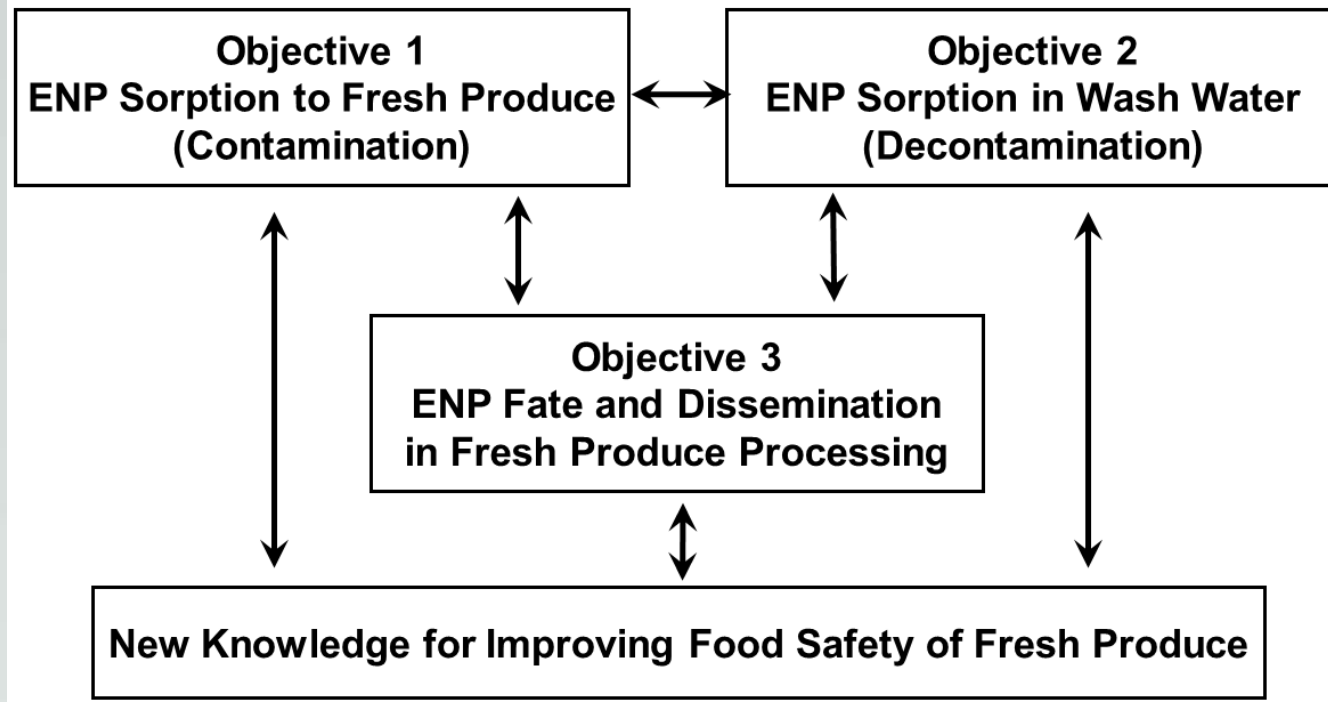 Objective 1
ENP Sorption to Fresh Produce
(Contamination)
Objective 2
ENP Sorption in Wash Water
(Decontamination)
Objective 3
ENP Fate and Dissemination
in Fresh Produce Processing
New Knowledge for Improving Food Safety of Fresh Produce